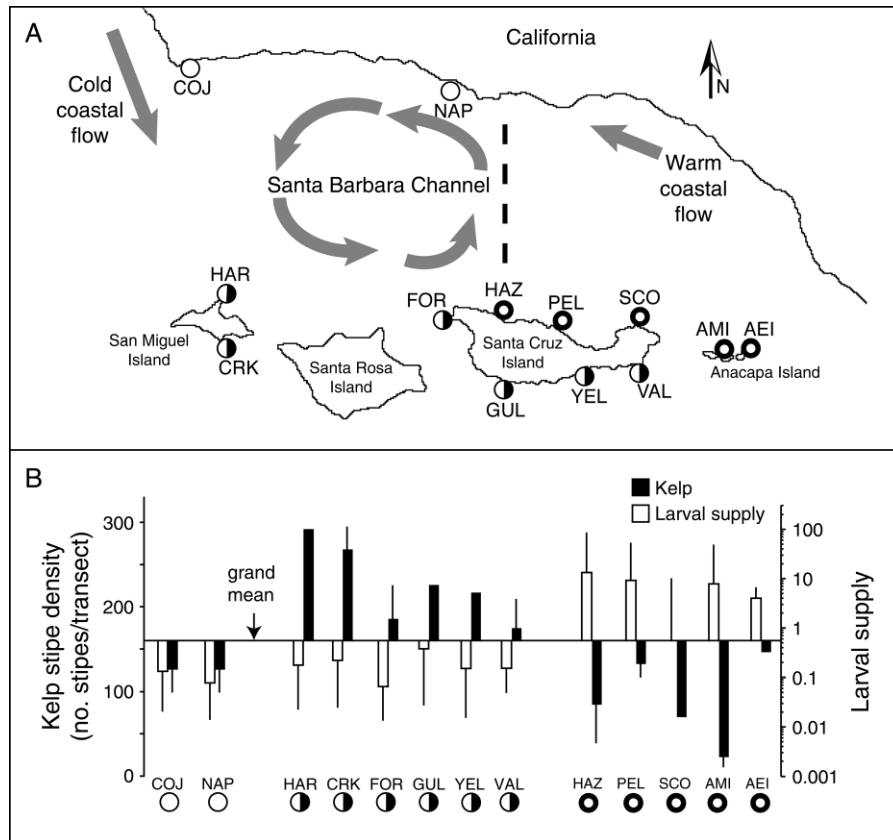 A
California
N
COJ
Cold
coastal
flow
NAP
Santa Barbara Channel
Warm
coastal
flow
HAR
San Miguel
Island
CRK
Santa Rosa
Island
FOR
HAZ
PEL
SCO
Santa Cruz
Island
GUL
YEL
VAL
AMI
AEI
Anacapa Island
B
Kelp
Larval supply
Kelp stipe density
(no. stipes/transect)
300
200
100
0
grand
mean
Larval supply
100
10
1
0.1
0.01
0.001
COJ NAP HAR CRK FOR GUL YEL VAL HAZ PEL SCO AMI AEI